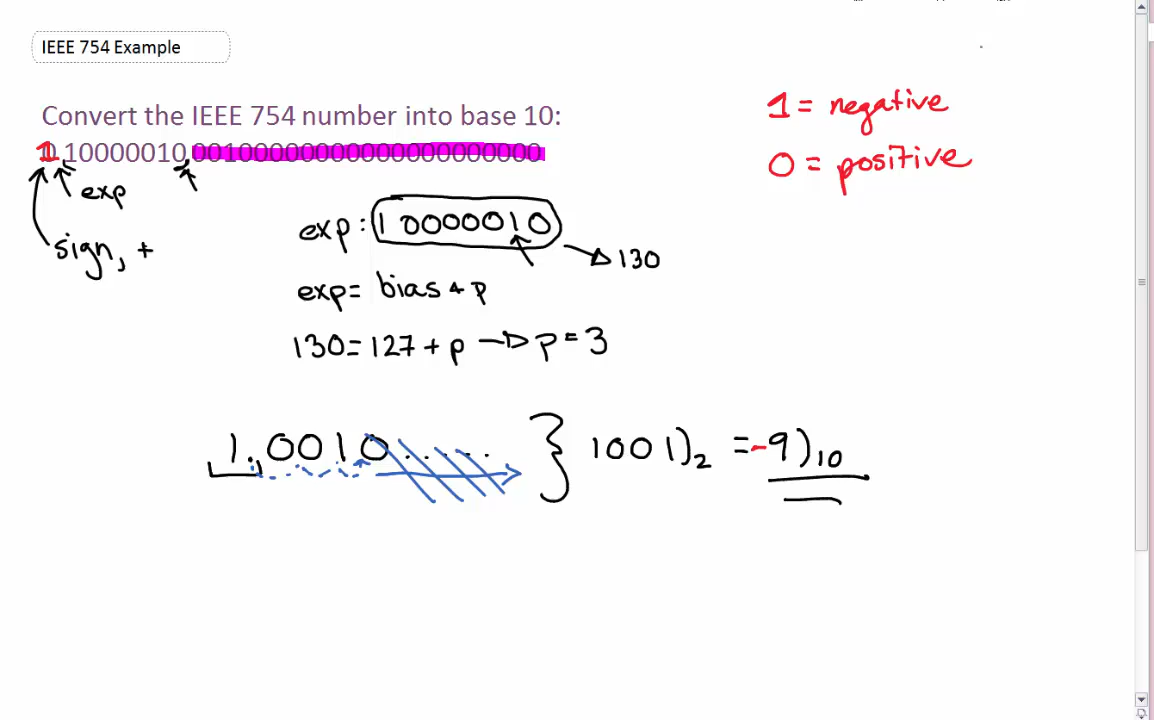 IEEE 754 Example
Convert the IEEE 754 number into base 10:
1 10000010 00100000000000000000000
exp
sign, +
1 = negative
0 = positive
exp: 10000010
130
exp= bias + p
130=127 + p → p = 3
1.0010..... } 1001)2 = -9)10